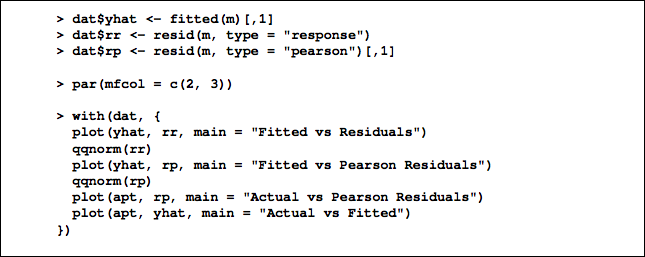 > dat$yhat <- fitted(m)[,1]
> dat$rr <- resid(m, type = "response")
> dat$rp <- resid(m, type = "pearson")[,1]
> par(mfcol = c(2, 3))
> with(dat, {
plot(yhat, rr, main = "Fitted vs Residuals")
qqnorm(rr)
plot(yhat, rp, main = "Fitted vs Pearson Residuals")
qqnorm(rp)
plot(apt, rp, main = "Actual vs Pearson Residuals")
plot(apt, yhat, main = "Actual vs Fitted")
})